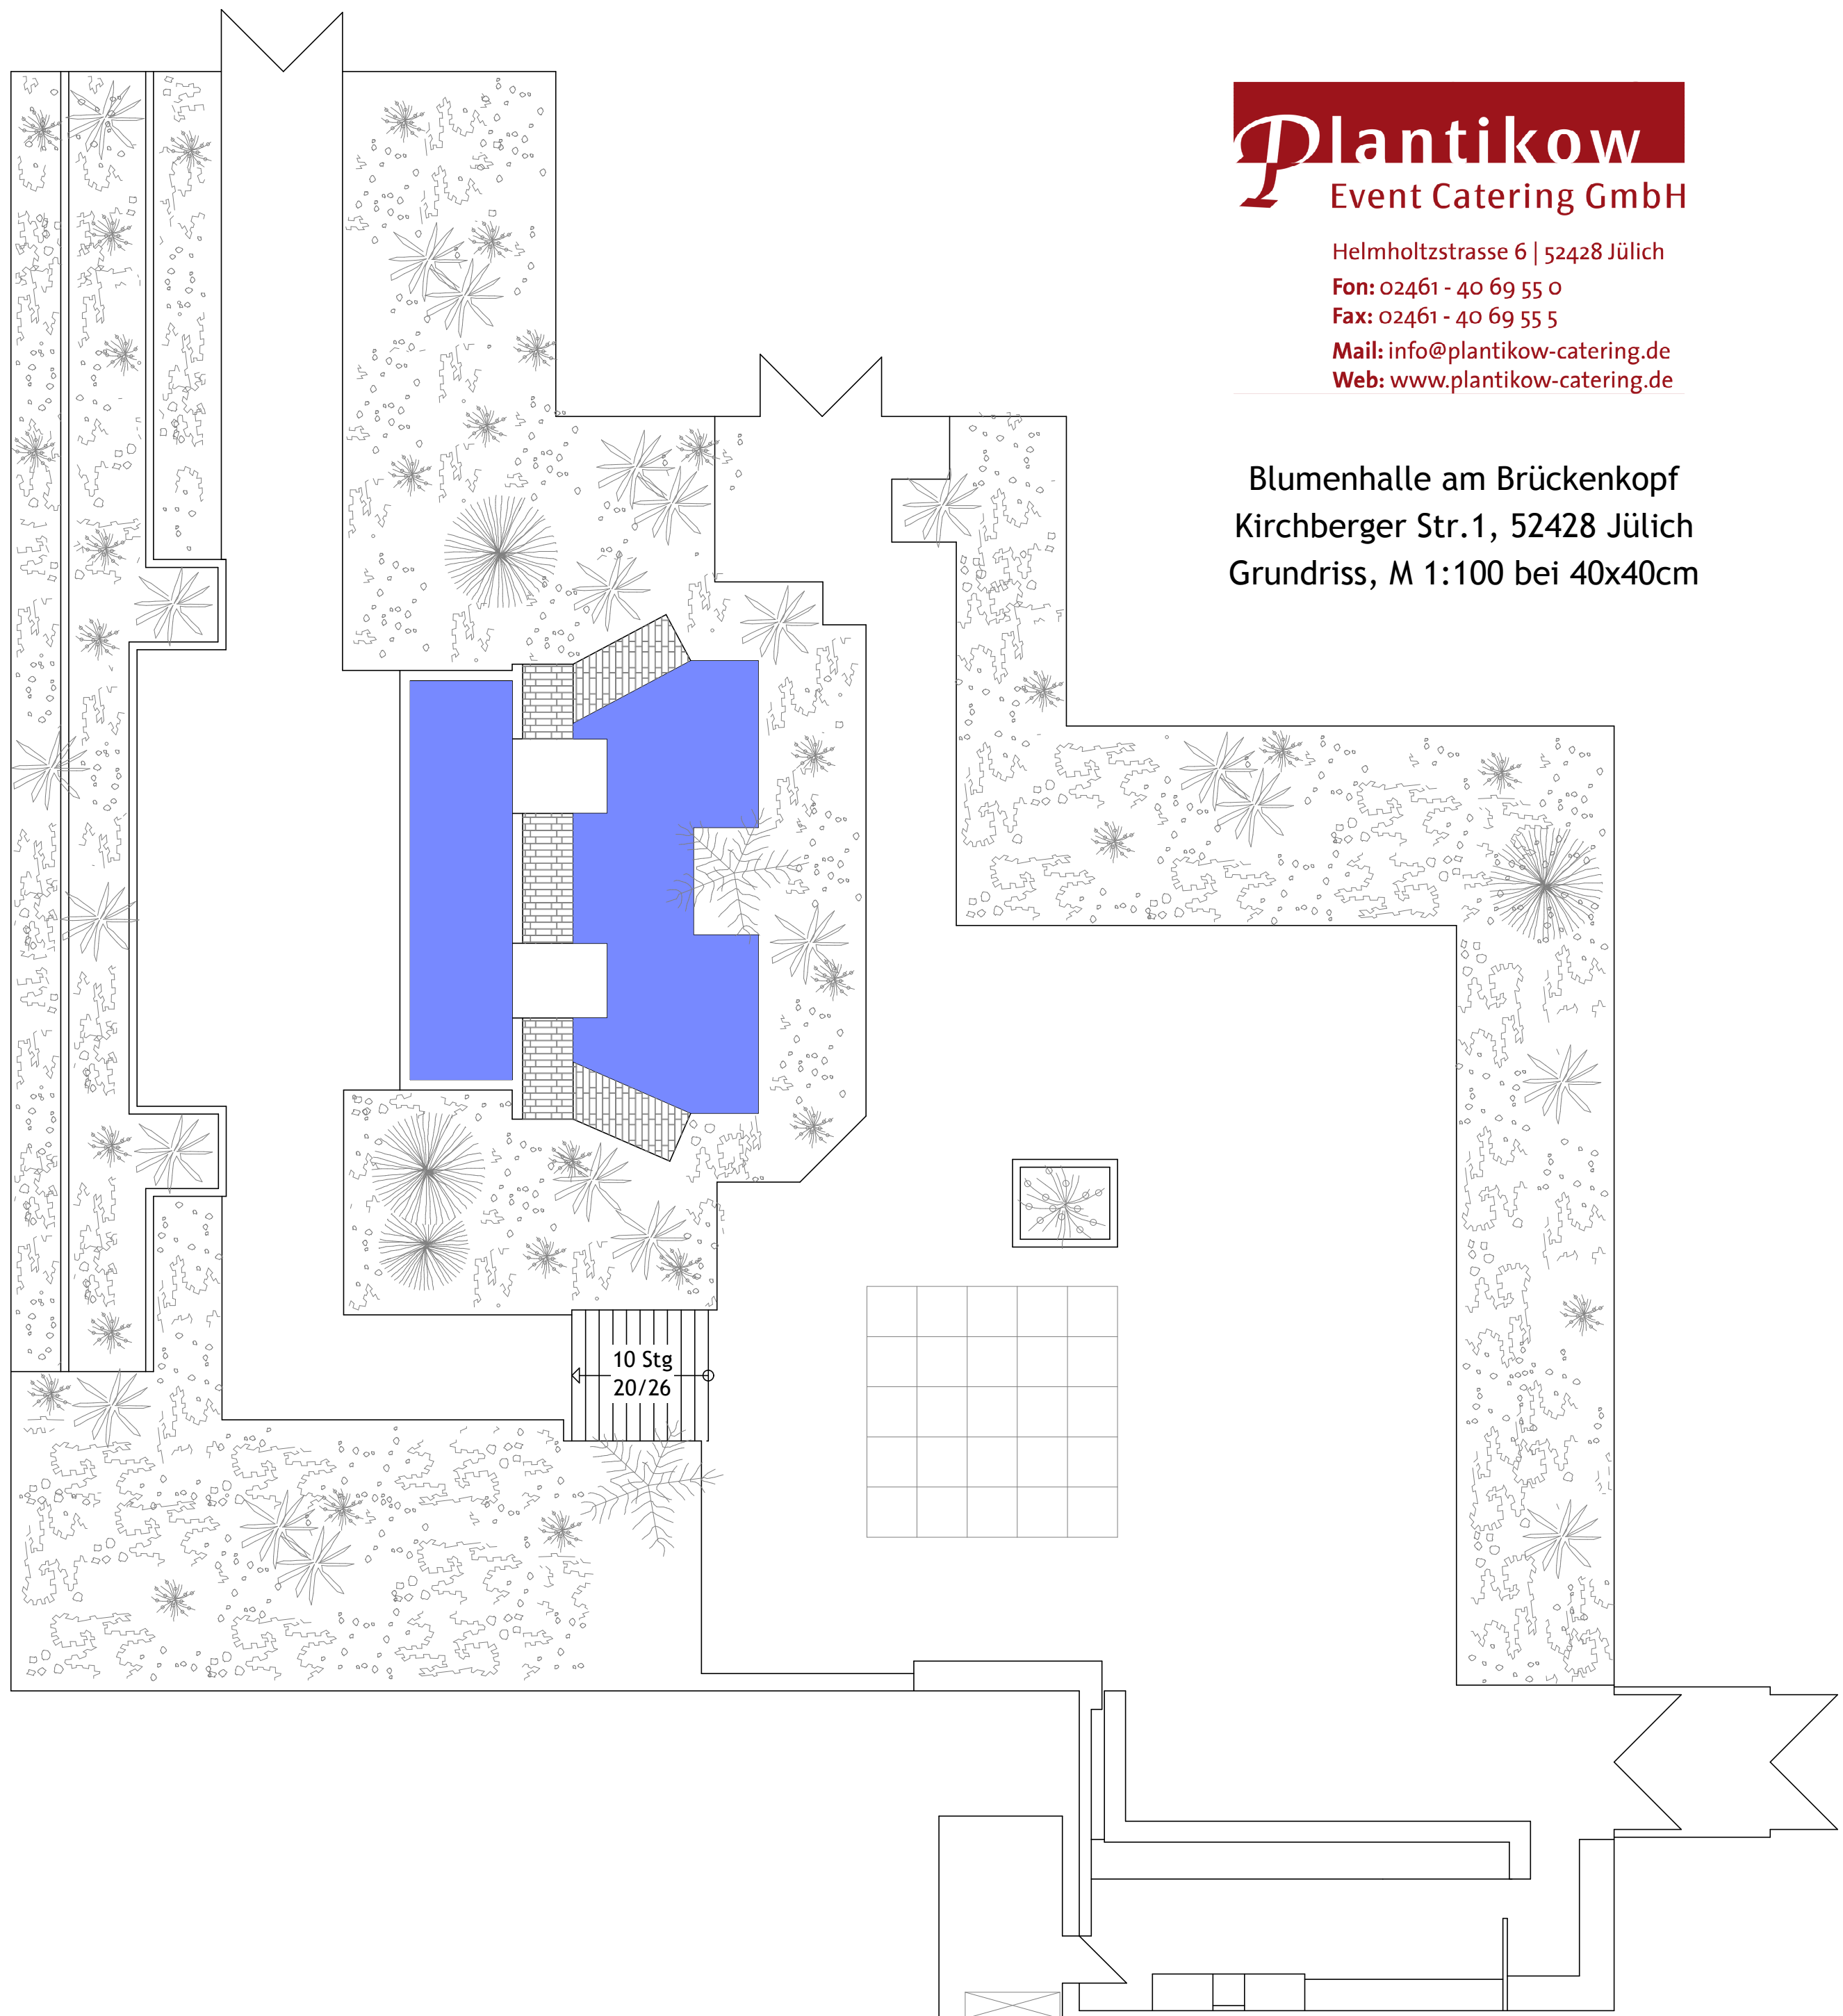 Plantikow
Event Catering GmbH
Helmholtzstrasse 6 | 52428 Jülich
Fon: 02461 - 40 69 55 0
Fax: 02461 - 40 69 55 5
Mail: info@plantikow-catering.de
Web: www.plantikow-catering.de
Blumenhalle am Brückenkopf
Kirchberger Str.1, 52428 Jülich
Grundriss, M 1:100 bei 40x40cm
10 Stg
20/26